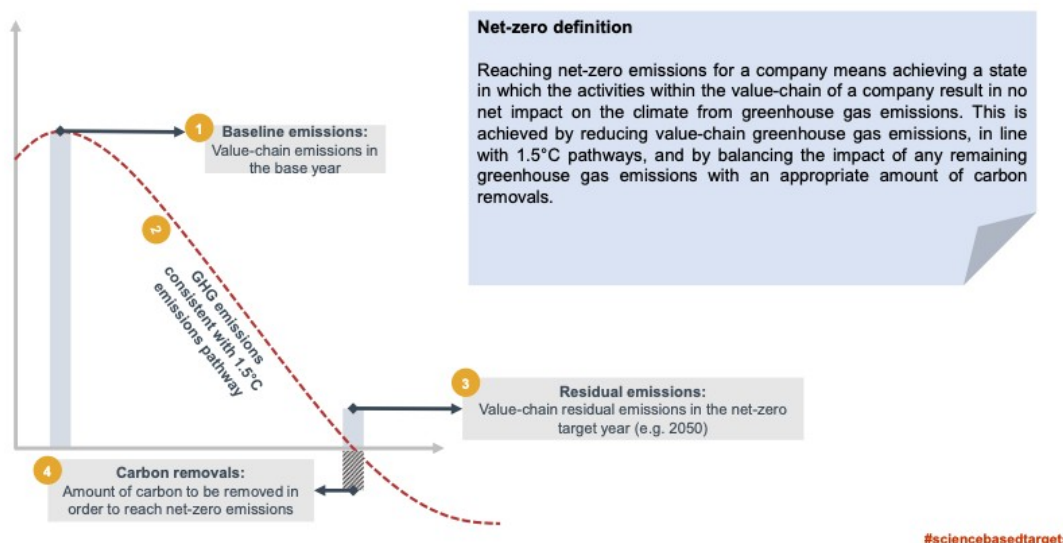 Net-zero definition
Reaching net-zero emissions for a company means achieving a state
in which the activities within the value-chain of a company result in no
net impact on the climate from greenhouse gas emissions. This is
achieved by reducing value-chain greenhouse gas emissions, in line
with 1.5°C pathways, and by balancing the impact of any remaining
greenhouse gas emissions with an appropriate amount of carbon
removals.
1
Baseline emissions:
Value-chain emissions in
the base year
2
GHG emissions
consistent with 1.5°C
emissions pathway
3
Residual emissions:
Value-chain residual emissions in the net-zero
target year (e.g. 2050)
4
Carbon removals:
Amount of carbon to be removed in
order to reach net-zero emissions
#sciencebasedtarget